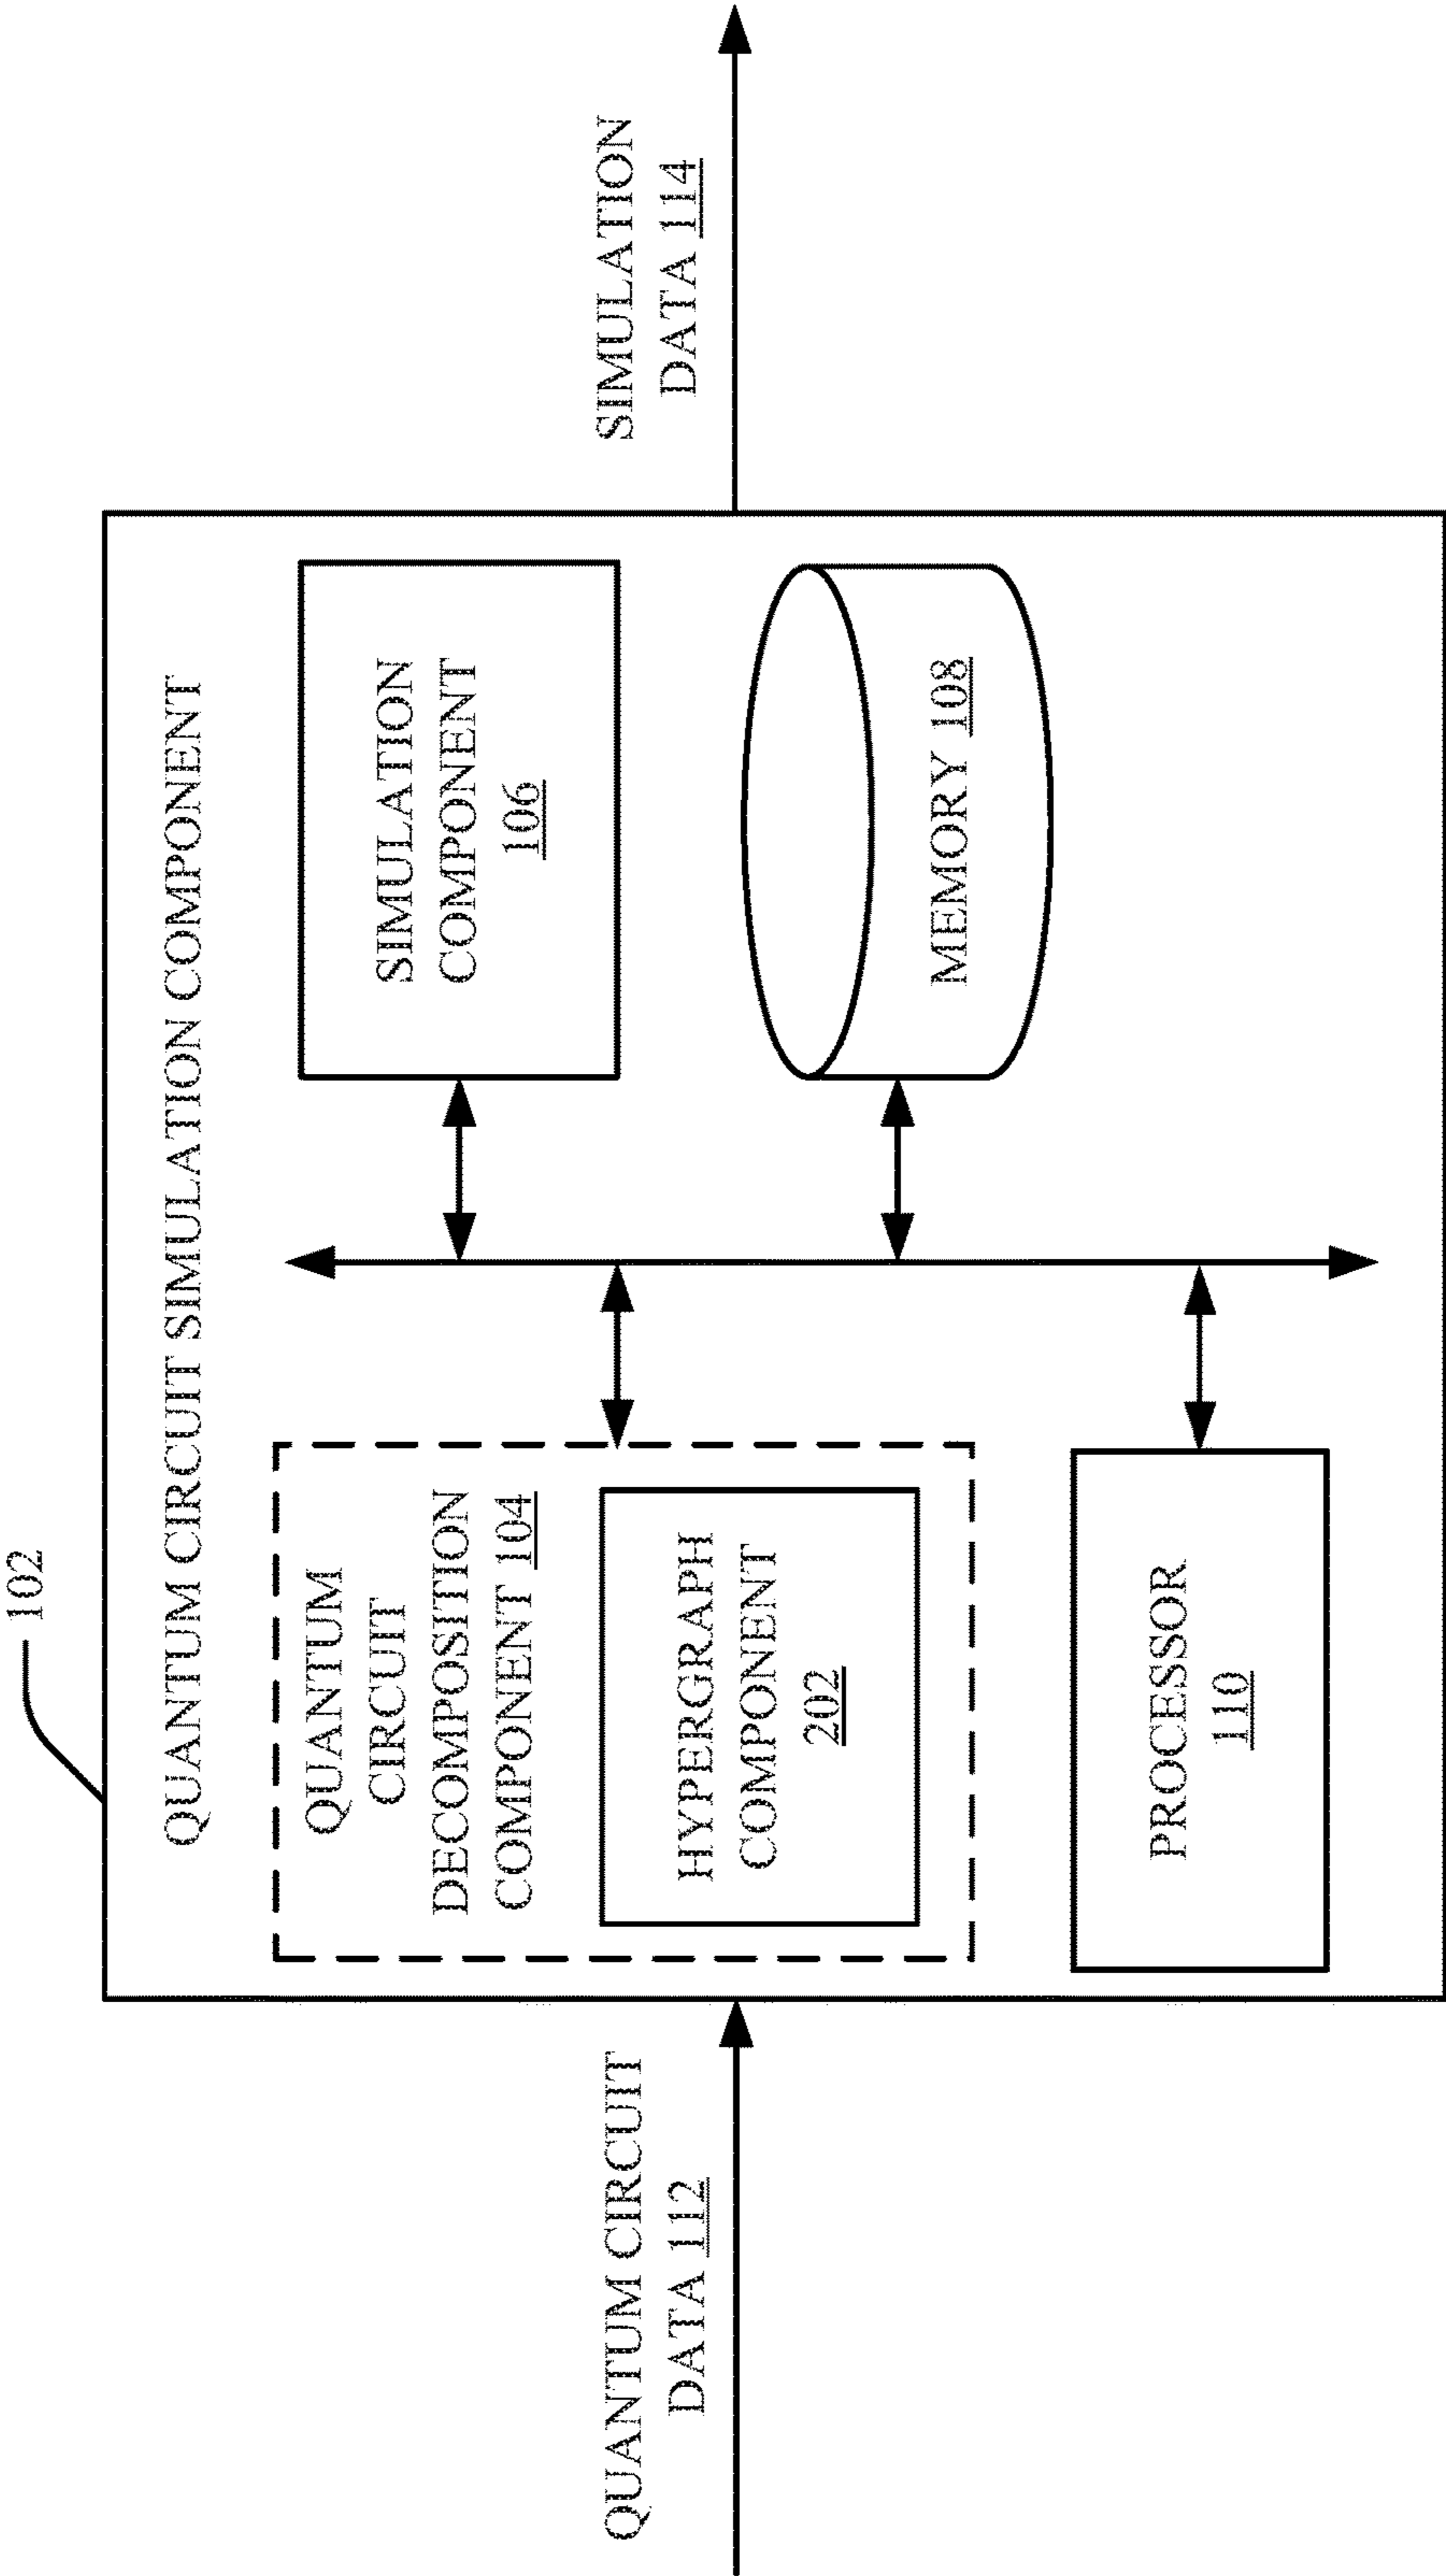 102
QUANTUM CIRCUIT SIMULATION COMPONENT
QUANTUM
CIRCUIT
DECOMPOSITION
COMPONENT 104
HYPERGRAPH
COMPONENT
202
PROCESSOR
110
SIMULATION
COMPONENT
106
MEMORY 108
QUANTUM CIRCUIT
DATA 112
SIMULATION
DATA 114